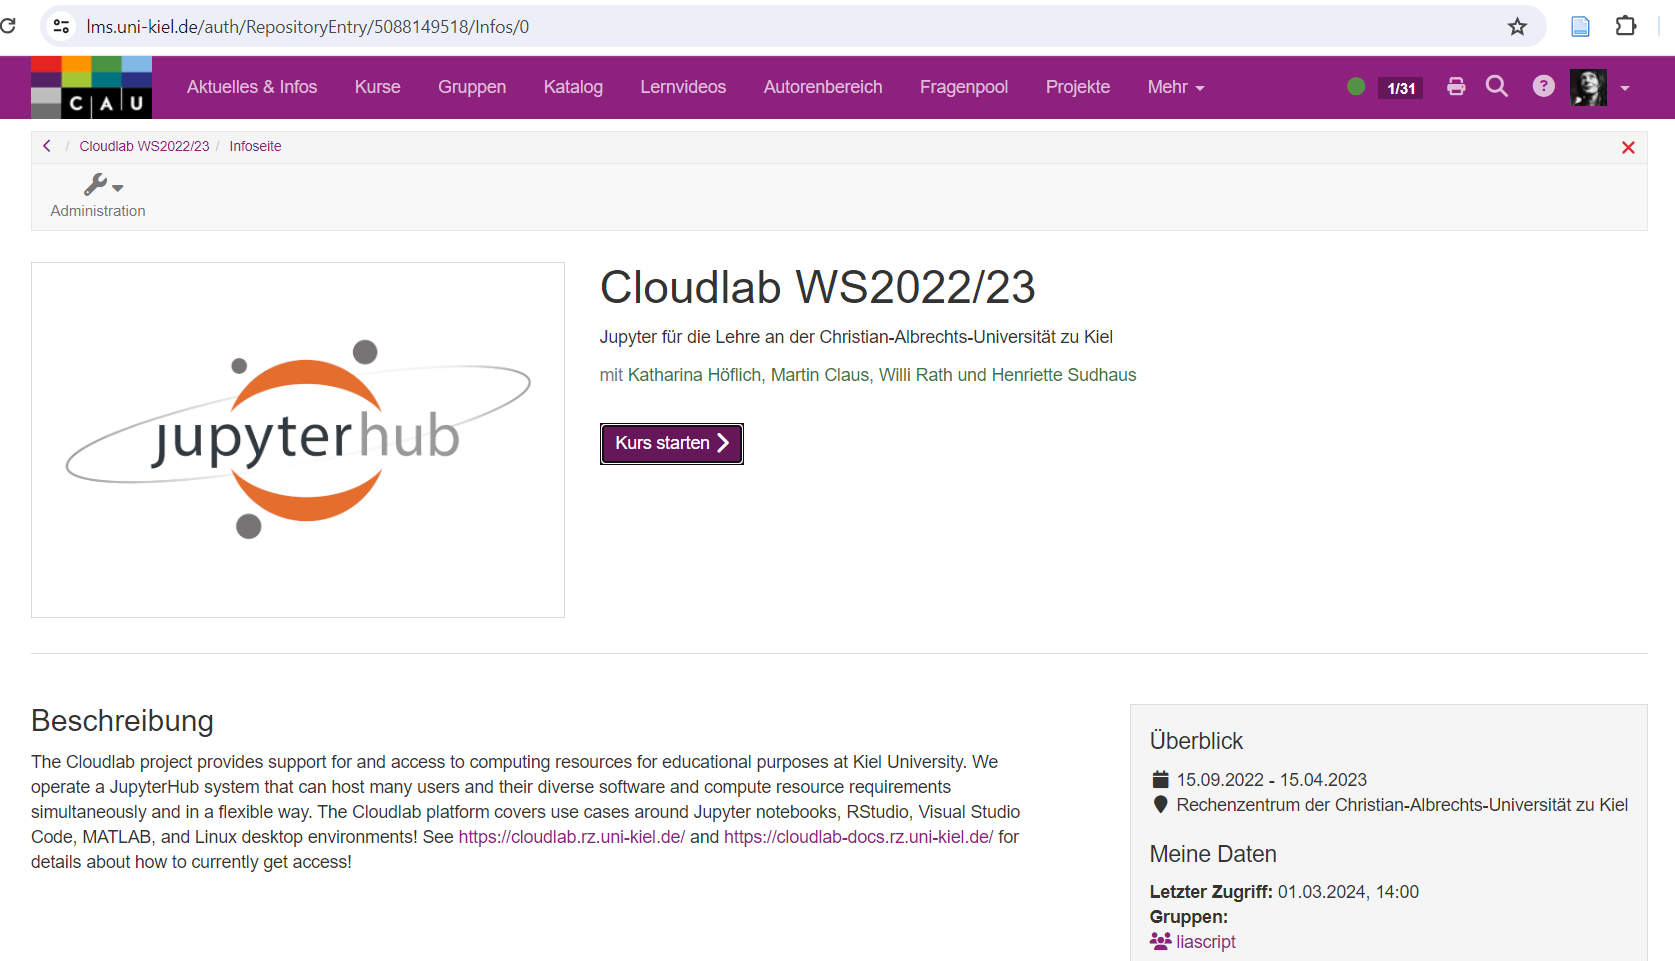 lms.uni-kiel.de/auth/RepositoryEntry/5088149518/Infos/0
C|A|U Aktuelles & Infos Kurse Gruppen Katalog Lernvideos Autorenbereich Fragenpool Projekte Mehr 1/31 ?
/ Cloudlab WS2022/23 / Infoseite
Administration
jupyterhub
Cloudlab WS2022/23
Jupyter für die Lehre an der Christian-Albrechts-Universität zu Kiel
mit Katharina Höflich, Martin Claus, Willi Rath und Henriette Sudhaus
Kurs starten
Beschreibung
The Cloudlab project provides support for and access to computing resources for educational purposes at Kiel University. We
operate a JupyterHub system that can host many users and their diverse software and compute resource requirements
simultaneously and in a flexible way. The Cloudlab platform covers use cases around Jupyter notebooks, RStudio, Visual Studio
Code, MATLAB, and Linux desktop environments! See https://cloudlab.rz.uni-kiel.de/ and https://cloudlab-docs.rz.uni-kiel.de/ for
details about how to currently get access!
Überblick
15.09.2022 - 15.04.2023
Rechenzentrum der Christian-Albrechts-Universität zu Kiel
Meine Daten
Letzter Zugriff: 01.03.2024, 14:00
Gruppen:
liascript